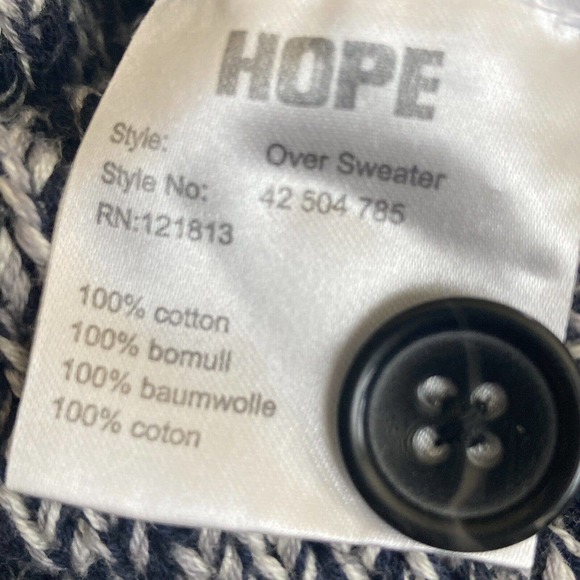 HOPE
Style: Over Sweater
Style No: 42 504 785
RN:121813
100% cotton
100% bomull
100% baumwolle
100% coton